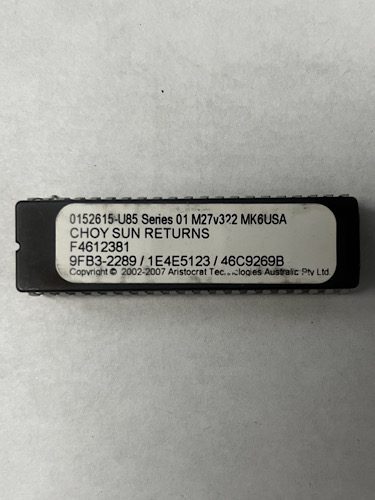 0152615-U85 Series 01 M27v322 MK6USA
CHOY SUN RETURNS
F4612381
9FB3-2289 / 1E4E5123 / 46C9269B
Copyright © 2002-2007 Aristocrat Technologies Australia Pty Ltd